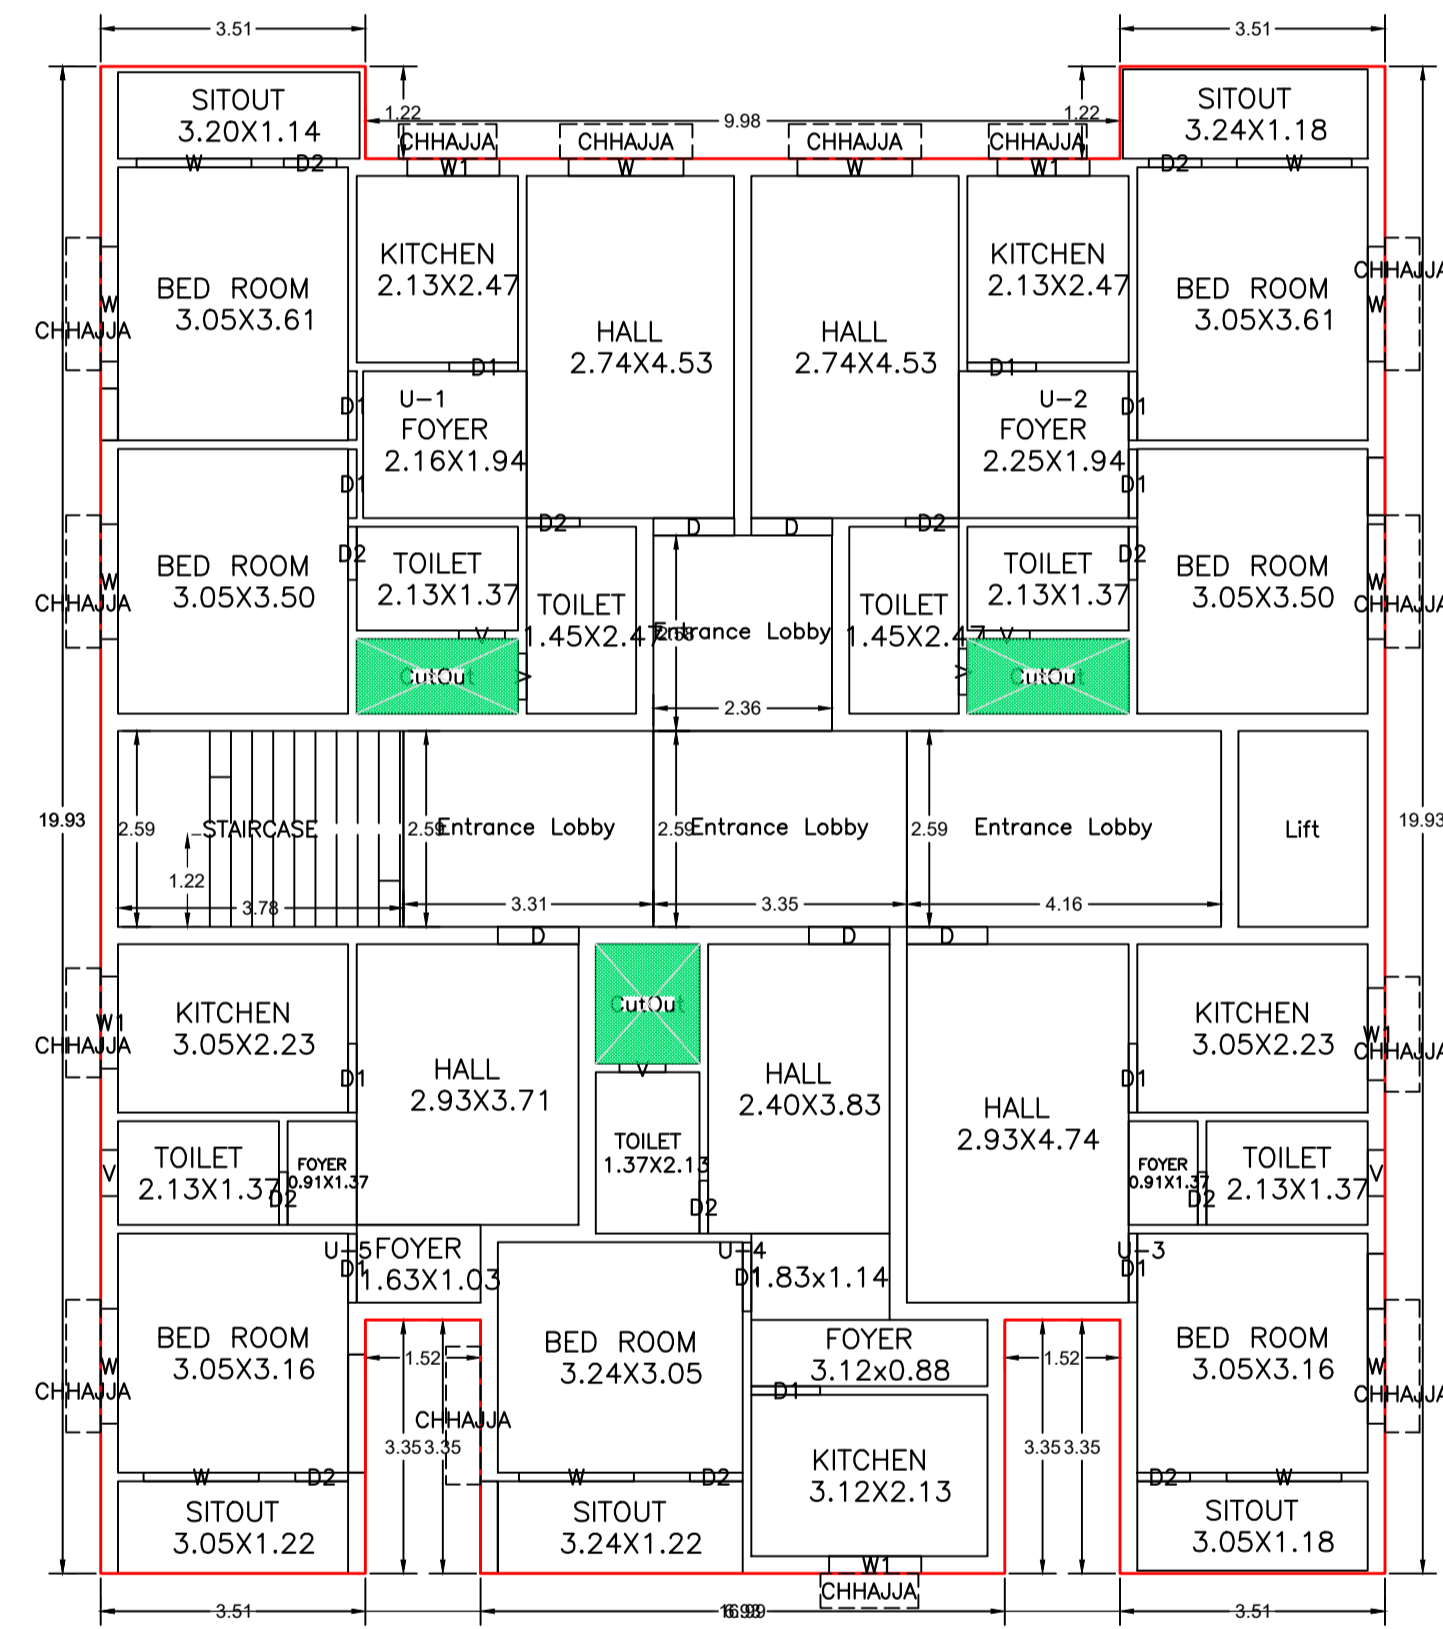 3.51
3.51
SITOUT
3.20X1.14
SITOUT
3.24X1.18
1.22
9.98
1.22
CHHAJJA
CHHAJJA
CHHAJJA
CHHAJJA
W
D2
W1
W
W
W1
D2
W
BED ROOM
3.05X3.61
KITCHEN
2.13X2.47
HALL
2.74X4.53
HALL
2.74X4.53
KITCHEN
2.13X2.47
BED ROOM
3.05X3.61
W
CHHAJJA
CHHAJJA
W
D1
D1
D1
U-1
FOYER
2.16X1.94
U-2
FOYER
2.25X1.94
D1
D1
D1
D2
D
D
D2
BED ROOM
3.05X3.50
D2
TOILET
2.13X1.37
TOILET
1.45X2.47
Entrance Lobby
TOILET
1.45X2.47
TOILET
2.13X1.37
D2
BED ROOM
3.05X3.50
W
CHHAJJA
W
CHHAJJA
V
V
V
V
CutOut
CutOut
2.36
19.93
2.59
STAIRCASE
1.22
3.78
2.59
Entrance Lobby
3.31
2.59
Entrance Lobby
3.35
2.59
Entrance Lobby
4.16
Lift
19.93
D
D
D
KITCHEN
3.05X2.23
CutOut
KITCHEN
3.05X2.23
W1
CHHAJJA
W1
CHHAJJA
D1
HALL
2.93X3.71
V
HALL
2.40X3.83
HALL
2.93X4.74
D1
TOILET
2.13X1.37
V
FOYER
0.91X1.37
D2
TOILET
1.37X2.13
D2
FOYER
0.91X1.37
D2
TOILET
2.13X1.37
V
U-5
FOYER
1.63X1.03
D1
U-4
D1
1.83x1.14
U-3
D1
BED ROOM
3.05X3.16
W
CHHAJJA
1.52
BED ROOM
3.24X3.05
FOYER
3.12x0.88
1.52
BED ROOM
3.05X3.16
W
CHHAJJA
D1
CHHAJJA
3.35
3.35
3.35
3.35
KITCHEN
3.12X2.13
W
D2
W
D2
D2
W
SITOUT
3.05X1.22
SITOUT
3.24X1.22
SITOUT
3.05X1.18
W1
CHHAJJA
3.51
3.51